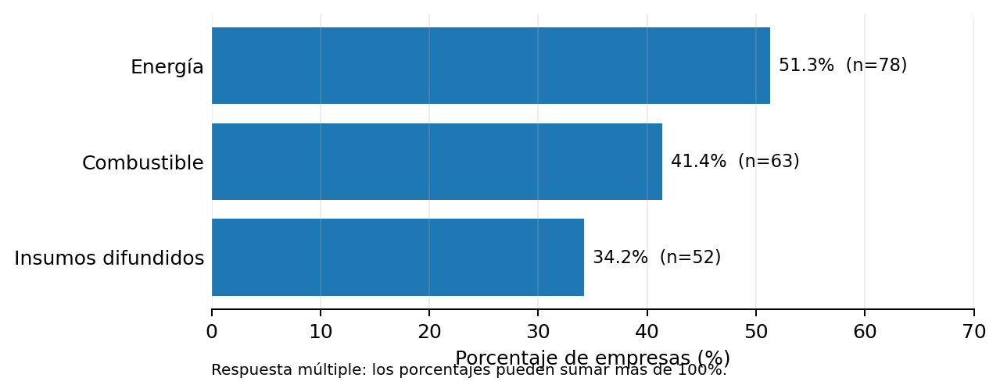 Energía 51.3% (n=78)
Combustible 41.4% (n=63)
Insumos difundidos 34.2% (n=52)
0 10 20 30 40 50 60 70
Porcentaje de empresas (%)
Respuesta múltiple: los porcentajes pueden sumar más de 100%.